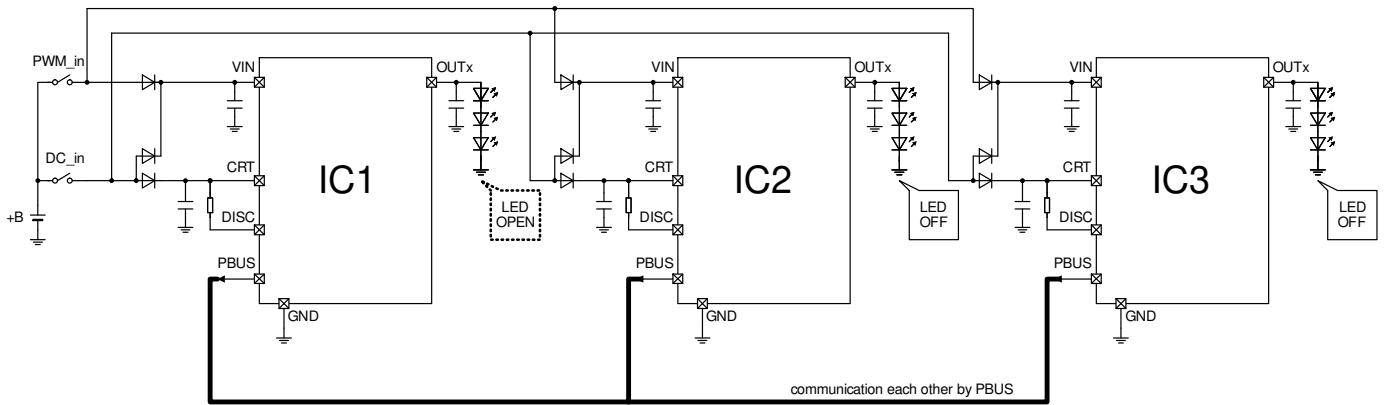 PWM_in
DC_in
+B
VIN
CRT
DISC
PBUS
GND
IC1
OUTx
LED
OPEN
VIN
CRT
DISC
PBUS
GND
IC2
OUTx
LED
OFF
VIN
CRT
DISC
PBUS
GND
IC3
OUTx
LED
OFF
communication each other by PBUS